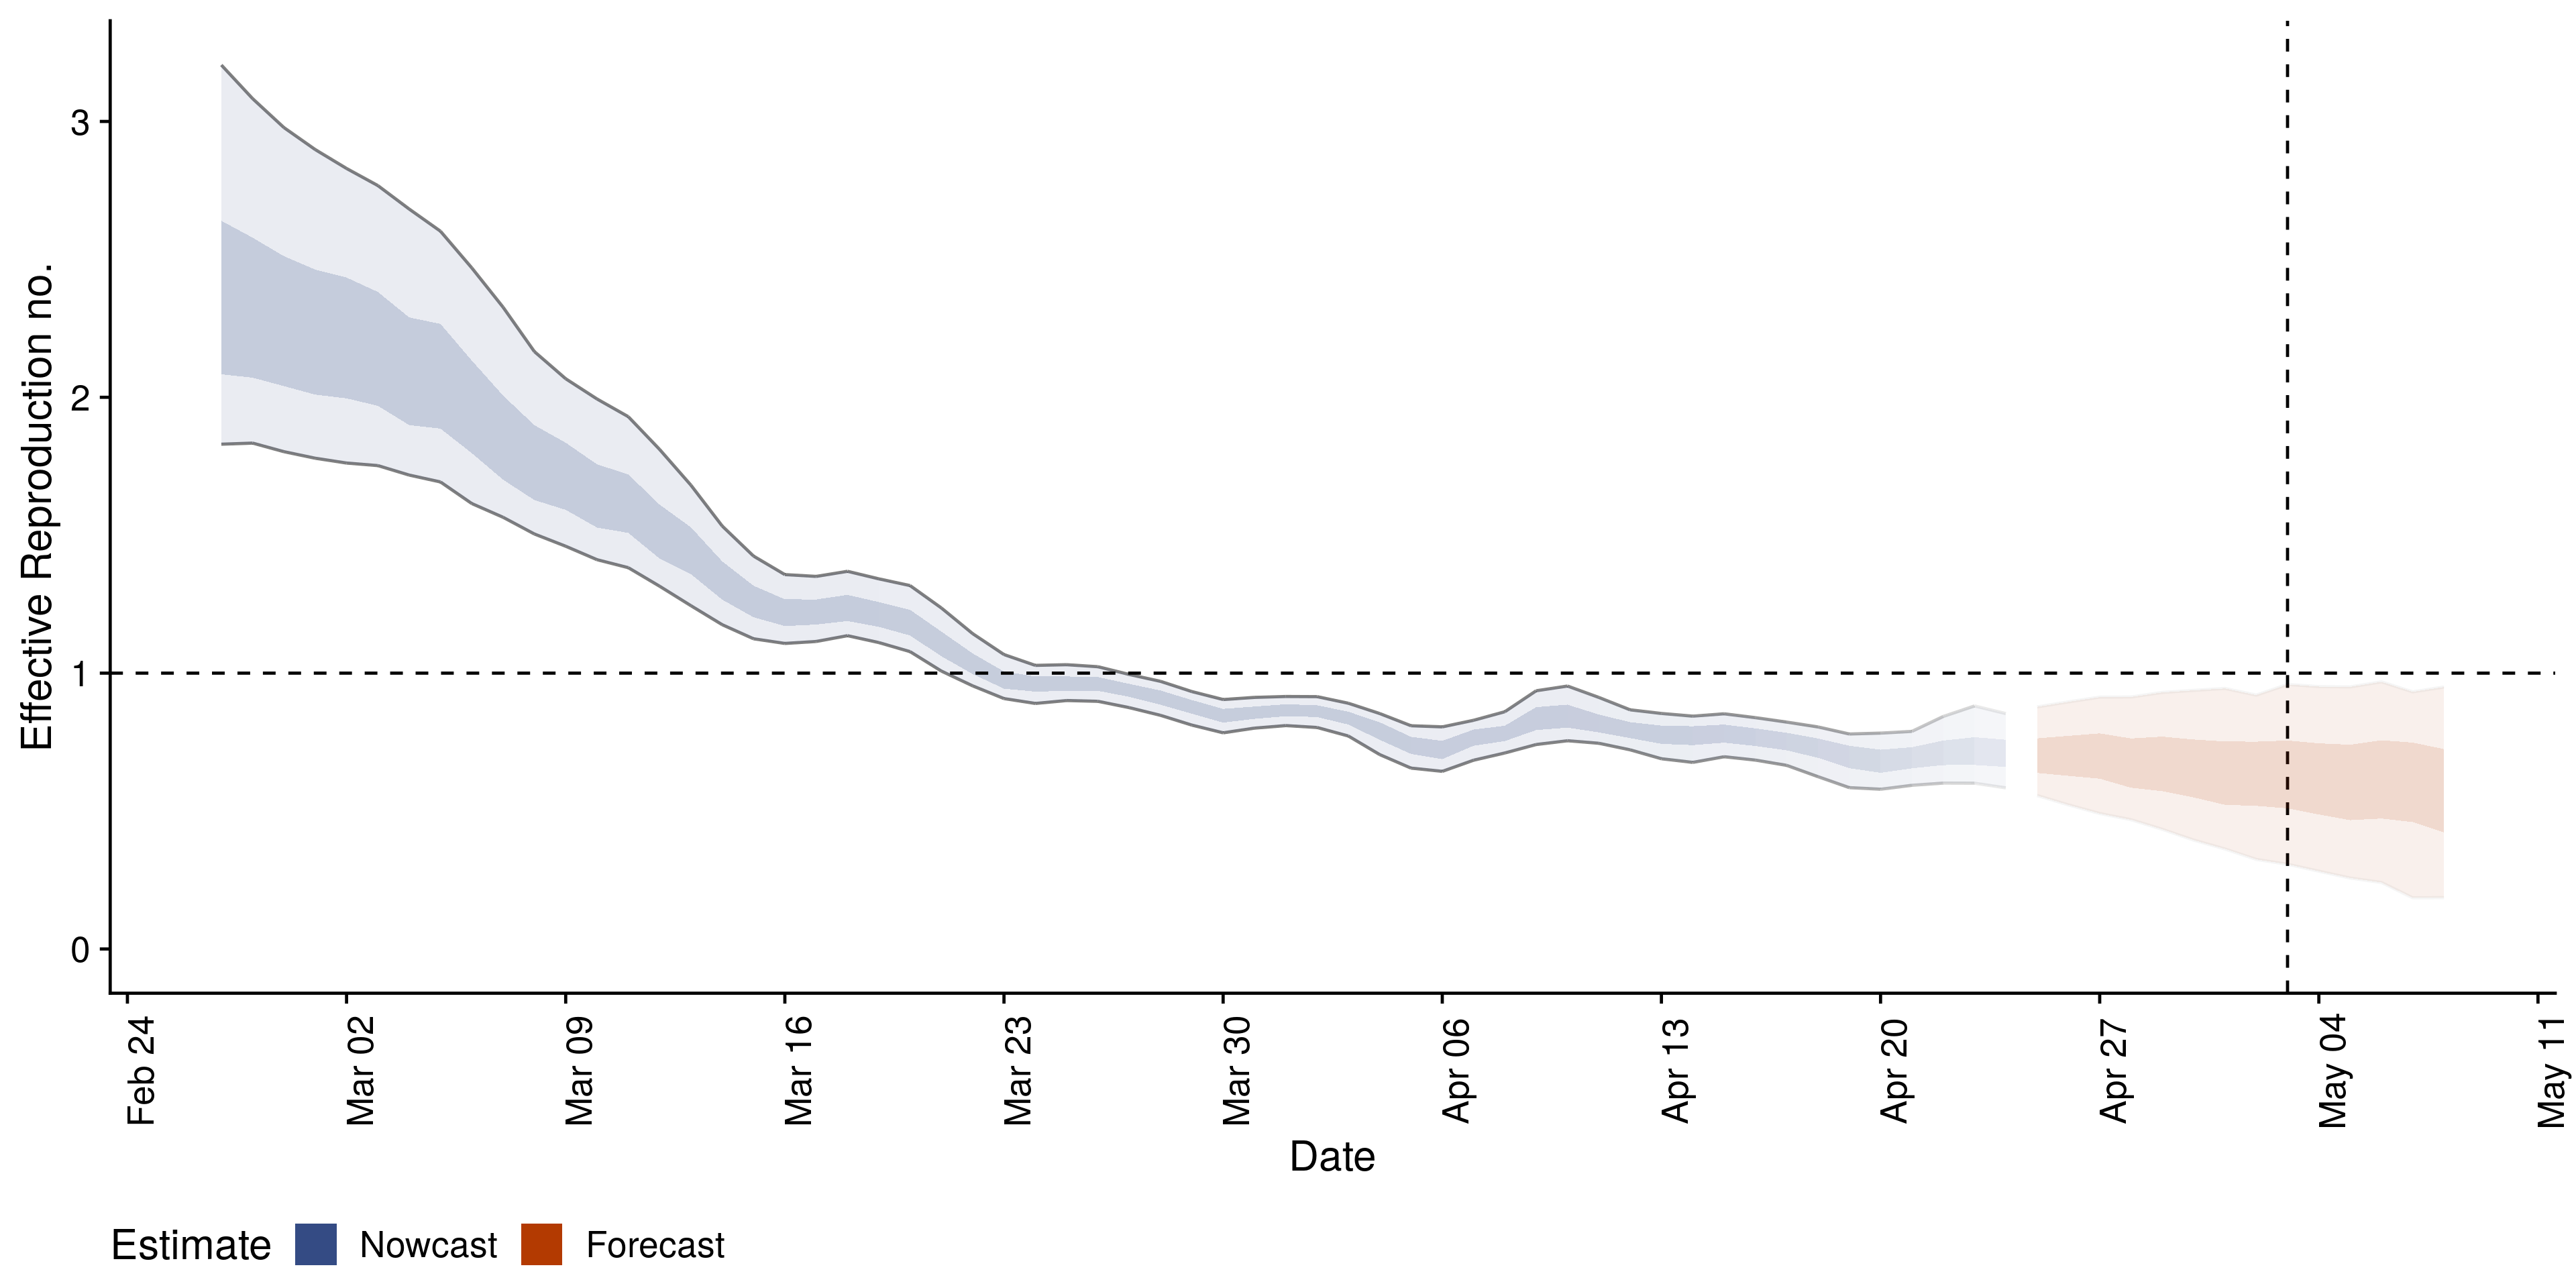 Effective Reproduction no.
3
2
1
0
Feb 24
Mar 02
Mar 09
Mar 16
Mar 23
Mar 30
Apr 06
Apr 13
Apr 20
Apr 27
May 04
May 11
Date
Estimate Nowcast Forecast